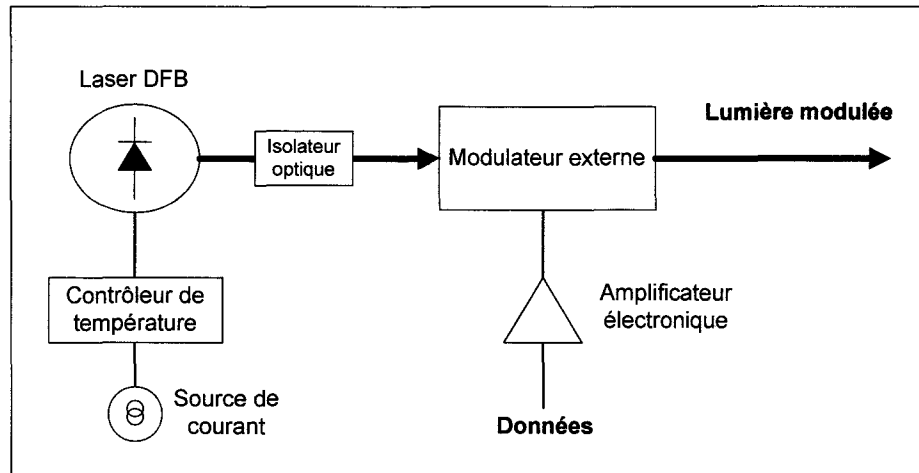 Laser DFB
Isolateur
optique
Modulateur externe
Lumière modulée
Contrôleur de
température
Amplificateur
électronique
Source de
courant
Données